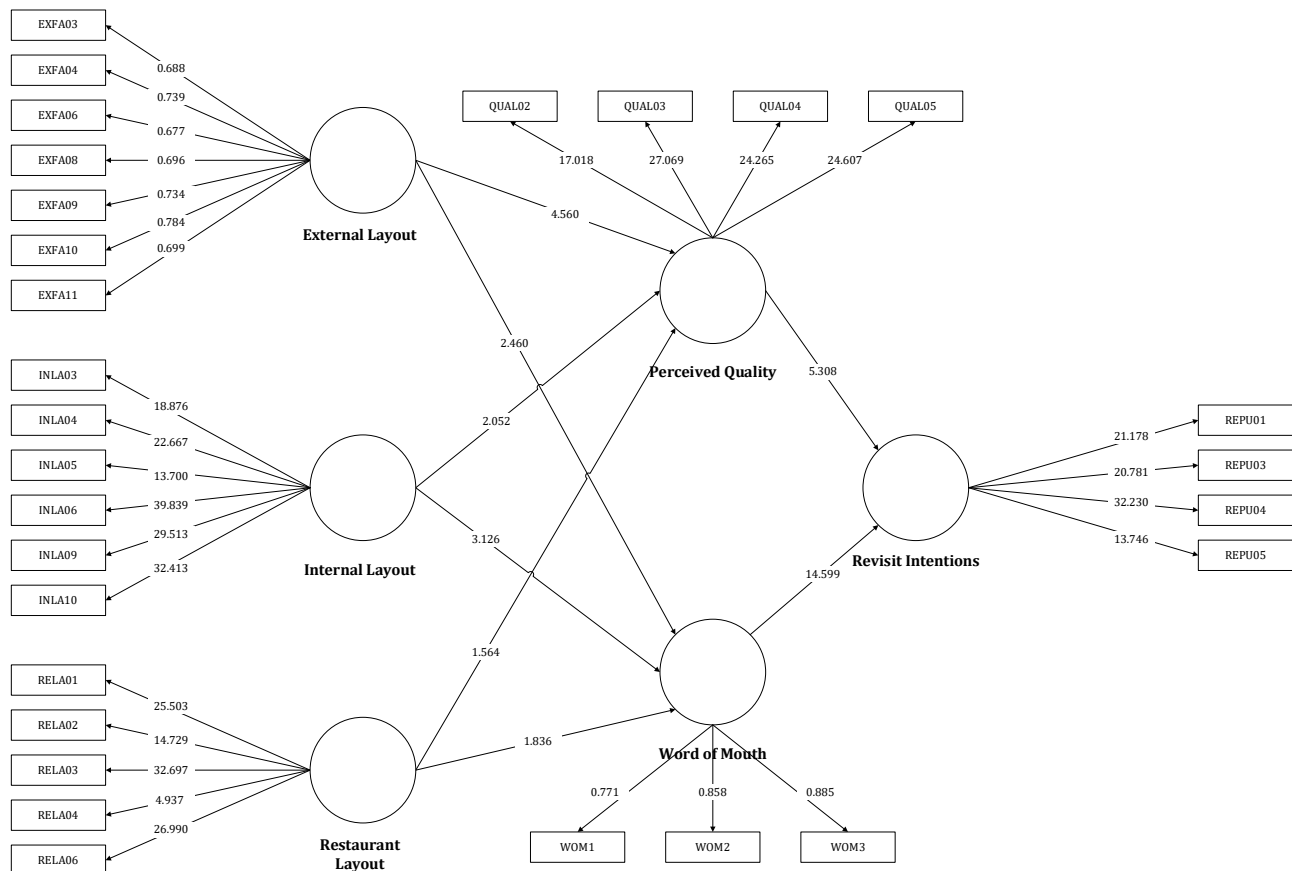 EXFA03
EXFA04
EXFA06
EXFA08
EXFA09
EXFA10
EXFA11
0.688
0.739
0.677
0.696
0.734
0.784
0.699
External Layout
QUAL02
QUAL03
QUAL04
QUAL05
17.018
27.069
24.265
24.607
4.560
2.460
Perceived Quality
5.308
INLA03
INLA04
INLA05
INLA06
INLA09
INLA10
18.876
22.667
13.700
39.839
29.513
32.413
Internal Layout
2.052
3.126
REPU01
REPU03
REPU04
REPU05
21.178
20.781
32.230
13.746
Revisit Intentions
14.599
RELA01
RELA02
RELA03
RELA04
RELA06
25.503
14.729
32.697
4.937
26.990
Restaurant
Layout
1.564
1.836
Word of Mouth
0.771
0.858
0.885
WOM1
WOM2
WOM3